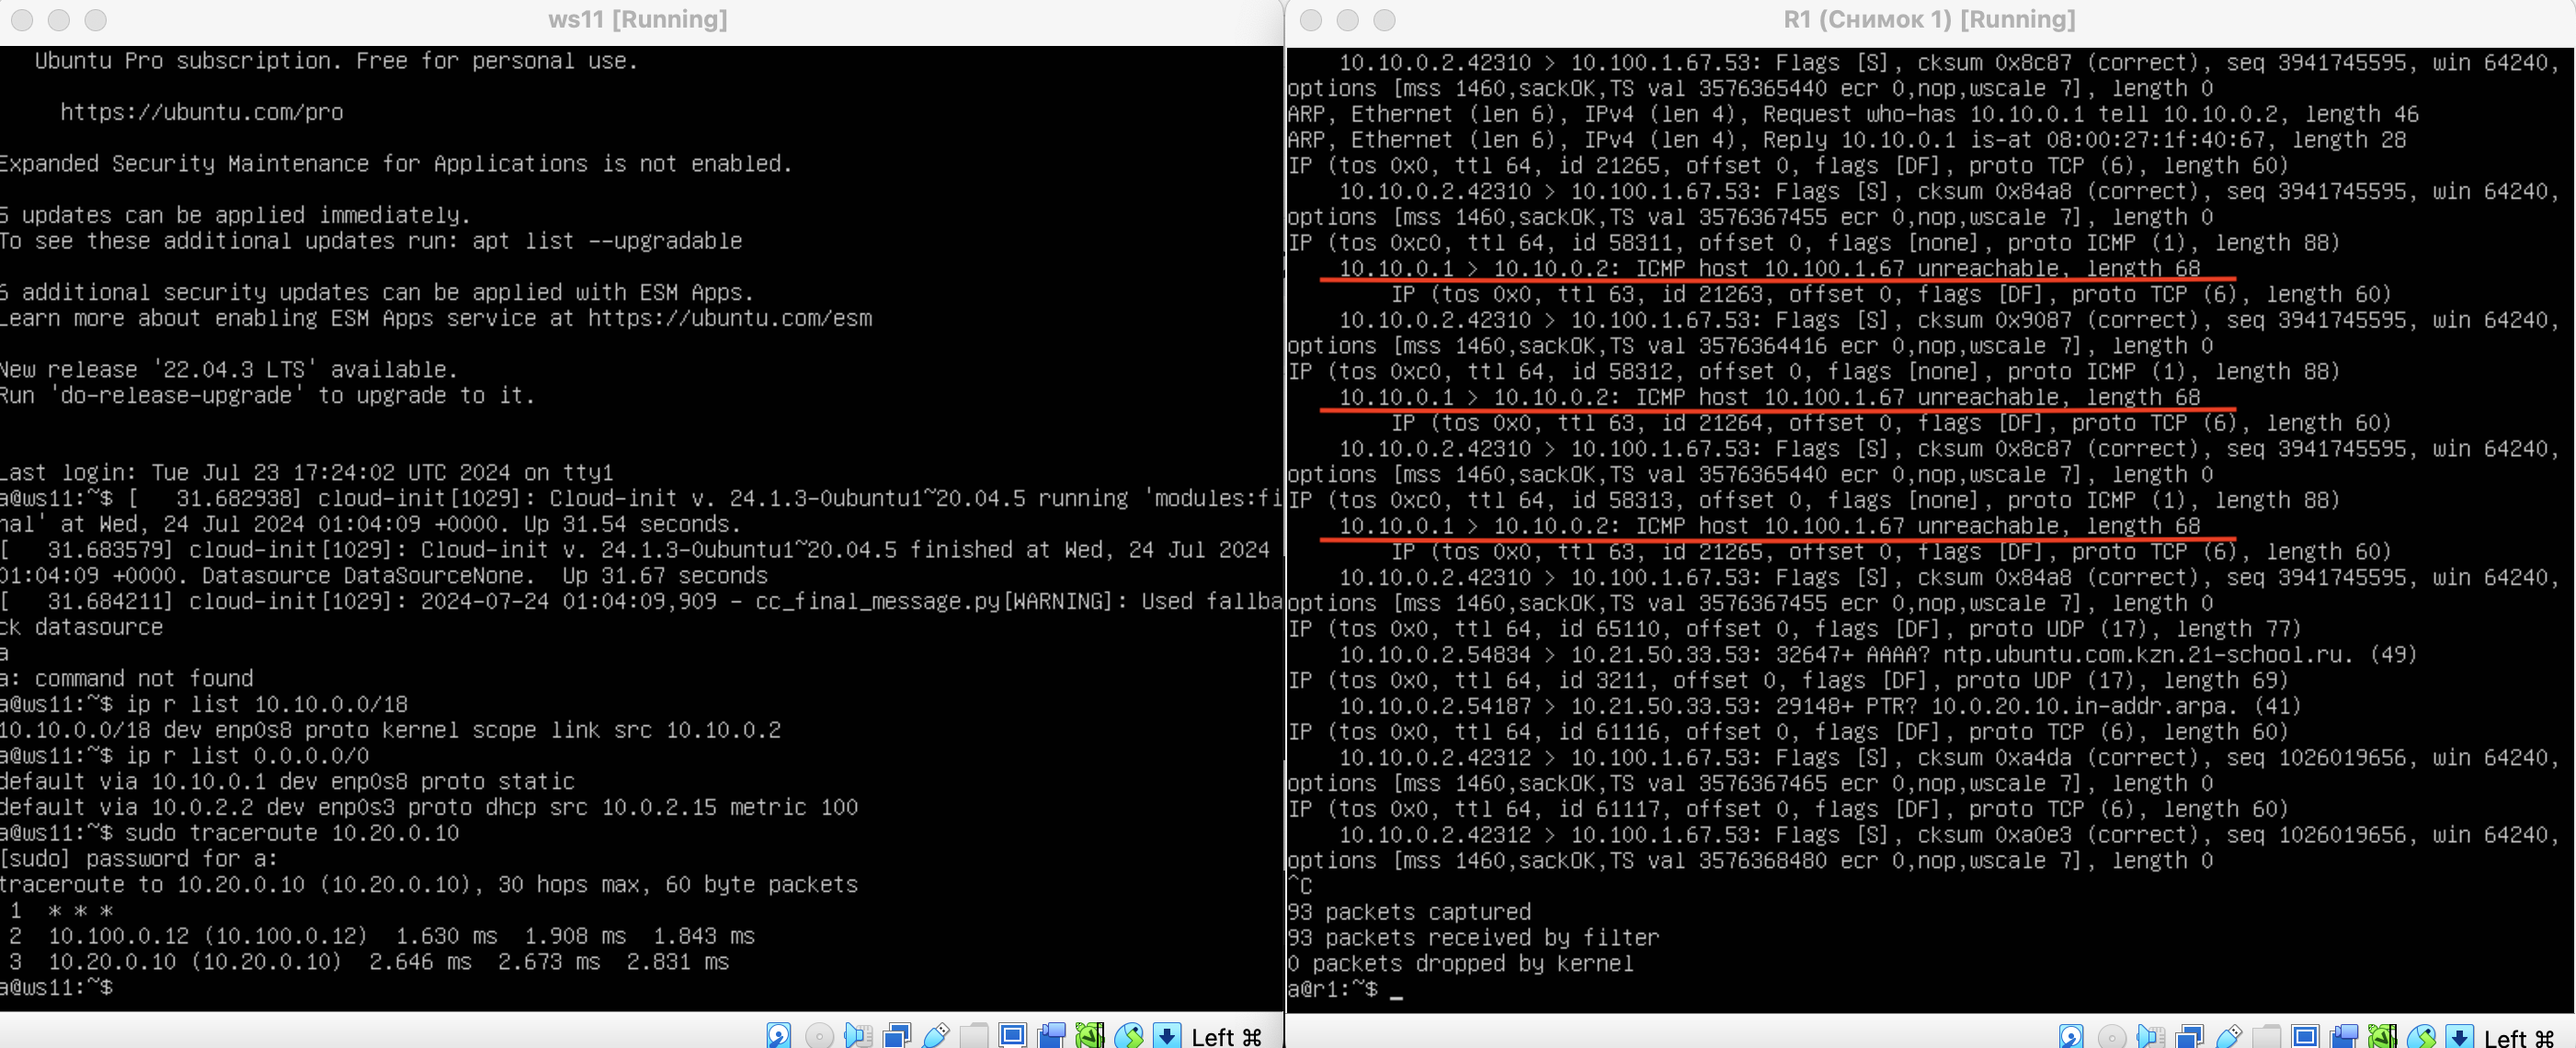 ws11 [Running]
Ubuntu Pro subscription. Free for personal use.
https://ubuntu.com/pro
Expanded Security Maintenance for Applications is not enabled.
5 updates can be applied immediately.
To see these additional updates run: apt list --upgradable
6 additional security updates can be applied with ESM Apps.
Learn more about enabling ESM Apps service at https://ubuntu.com/esm
New release '22.04.3 LTS' available.
Run 'do-release-upgrade' to upgrade to it.
Last login: Tue Jul 23 17:24:02 UTC 2024 on tty1
a@ws11:~$ [   31.682938] cloud-init[1029]: Cloud-init v. 24.1.3-0ubuntu1~20.04.5 running 'modules:fi
nal' at Wed, 24 Jul 2024 01:04:09 +0000. Up 31.54 seconds.
[   31.683579] cloud-init[1029]: Cloud-init v. 24.1.3-0ubuntu1~20.04.5 finished at Wed, 24 Jul 2024
01:04:09 +0000. Datasource DataSourceNone.  Up 31.67 seconds
[   31.684211] cloud-init[1029]: 2024-07-24 01:04:09,909 - cc_final_message.py[WARNING]: Used fallba
ck datasource
a
a: command not found
a@ws11:~$ ip r list 10.10.0.0/18
10.10.0.0/18 dev enp0s8 proto kernel scope link src 10.10.0.2
a@ws11:~$ ip r list 0.0.0.0/0
default via 10.10.0.1 dev enp0s8 proto static
default via 10.0.2.2 dev enp0s3 proto dhcp src 10.0.2.15 metric 100
a@ws11:~$ sudo traceroute 10.20.0.10
[sudo] password for a:
traceroute to 10.20.0.10 (10.20.0.10), 30 hops max, 60 byte packets
1  * * *
2  10.100.0.12 (10.100.0.12)  1.630 ms  1.908 ms  1.843 ms
3  10.20.0.10 (10.20.0.10)  2.646 ms  2.673 ms  2.831 ms
a@ws11:~$
Left ⌘
R1 (Снимок 1) [Running]
10.10.0.2.42310 > 10.100.1.67.53: Flags [S], cksum 0x8c87 (correct), seq 3941745595, win 64240,
options [mss 1460,sackOK,TS val 3576365440 ecr 0,nop,wscale 7], length 0
ARP, Ethernet (len 6), IPv4 (len 4), Request who-has 10.10.0.1 tell 10.10.0.2, length 46
ARP, Ethernet (len 6), IPv4 (len 4), Reply 10.10.0.1 is-at 08:00:27:1f:40:67, length 28
IP (tos 0x0, ttl 64, id 21265, offset 0, flags [DF], proto TCP (6), length 60)
10.10.0.2.42310 > 10.100.1.67.53: Flags [S], cksum 0x84a8 (correct), seq 3941745595, win 64240,
options [mss 1460,sackOK,TS val 3576367455 ecr 0,nop,wscale 7], length 0
IP (tos 0xc0, ttl 64, id 58311, offset 0, flags [none], proto ICMP (1), length 88)
10.10.0.1 > 10.10.0.2: ICMP host 10.100.1.67 unreachable, length 68
IP (tos 0x0, ttl 63, id 21263, offset 0, flags [DF], proto TCP (6), length 60)
10.10.0.2.42310 > 10.100.1.67.53: Flags [S], cksum 0x9087 (correct), seq 3941745595, win 64240,
options [mss 1460,sackOK,TS val 3576364416 ecr 0,nop,wscale 7], length 0
IP (tos 0xc0, ttl 64, id 58312, offset 0, flags [none], proto ICMP (1), length 88)
10.10.0.1 > 10.10.0.2: ICMP host 10.100.1.67 unreachable, length 68
IP (tos 0x0, ttl 63, id 21264, offset 0, flags [DF], proto TCP (6), length 60)
10.10.0.2.42310 > 10.100.1.67.53: Flags [S], cksum 0x8c87 (correct), seq 3941745595, win 64240,
options [mss 1460,sackOK,TS val 3576365440 ecr 0,nop,wscale 7], length 0
IP (tos 0xc0, ttl 64, id 58313, offset 0, flags [none], proto ICMP (1), length 88)
10.10.0.1 > 10.10.0.2: ICMP host 10.100.1.67 unreachable, length 68
IP (tos 0x0, ttl 63, id 21265, offset 0, flags [DF], proto TCP (6), length 60)
10.10.0.2.42310 > 10.100.1.67.53: Flags [S], cksum 0x84a8 (correct), seq 3941745595, win 64240,
options [mss 1460,sackOK,TS val 3576367455 ecr 0,nop,wscale 7], length 0
IP (tos 0x0, ttl 64, id 65110, offset 0, flags [DF], proto UDP (17), length 77)
10.10.0.2.54834 > 10.21.50.33.53: 32647+ AAAA? ntp.ubuntu.com.kzn.21-school.ru. (49)
IP (tos 0x0, ttl 64, id 3211, offset 0, flags [DF], proto UDP (17), length 69)
10.10.0.2.54187 > 10.21.50.33.53: 29148+ PTR? 10.0.20.10.in-addr.arpa. (41)
IP (tos 0x0, ttl 64, id 61116, offset 0, flags [DF], proto TCP (6), length 60)
10.10.0.2.42312 > 10.100.1.67.53: Flags [S], cksum 0xa4da (correct), seq 1026019656, win 64240,
options [mss 1460,sackOK,TS val 3576367465 ecr 0,nop,wscale 7], length 0
IP (tos 0x0, ttl 64, id 61117, offset 0, flags [DF], proto TCP (6), length 60)
10.10.0.2.42312 > 10.100.1.67.53: Flags [S], cksum 0xa0e3 (correct), seq 1026019656, win 64240,
options [mss 1460,sackOK,TS val 3576368480 ecr 0,nop,wscale 7], length 0
^C
93 packets captured
93 packets received by filter
0 packets dropped by kernel
a@r1:~$ _
Left ⌘